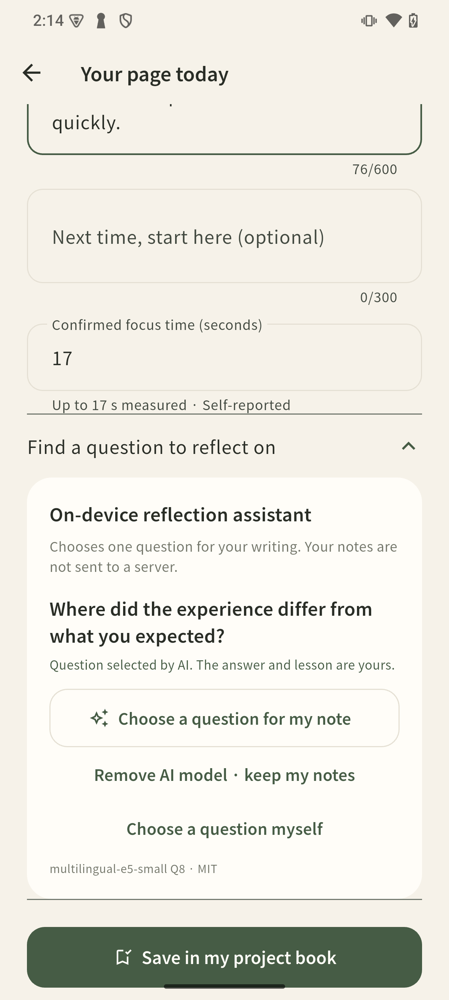 2:14
Your page today
quickly.
76/600
Next time, start here (optional)
0/300
Confirmed focus time (seconds)
17
Up to 17 s measured · Self-reported
Find a question to reflect on
On-device reflection assistant
Chooses one question for your writing. Your notes are
not sent to a server.
Where did the experience differ from
what you expected?
Question selected by AI. The answer and lesson are yours.
Choose a question for my note
Remove AI model · keep my notes
Choose a question myself
multilingual-e5-small Q8 · MIT
Save in my project book